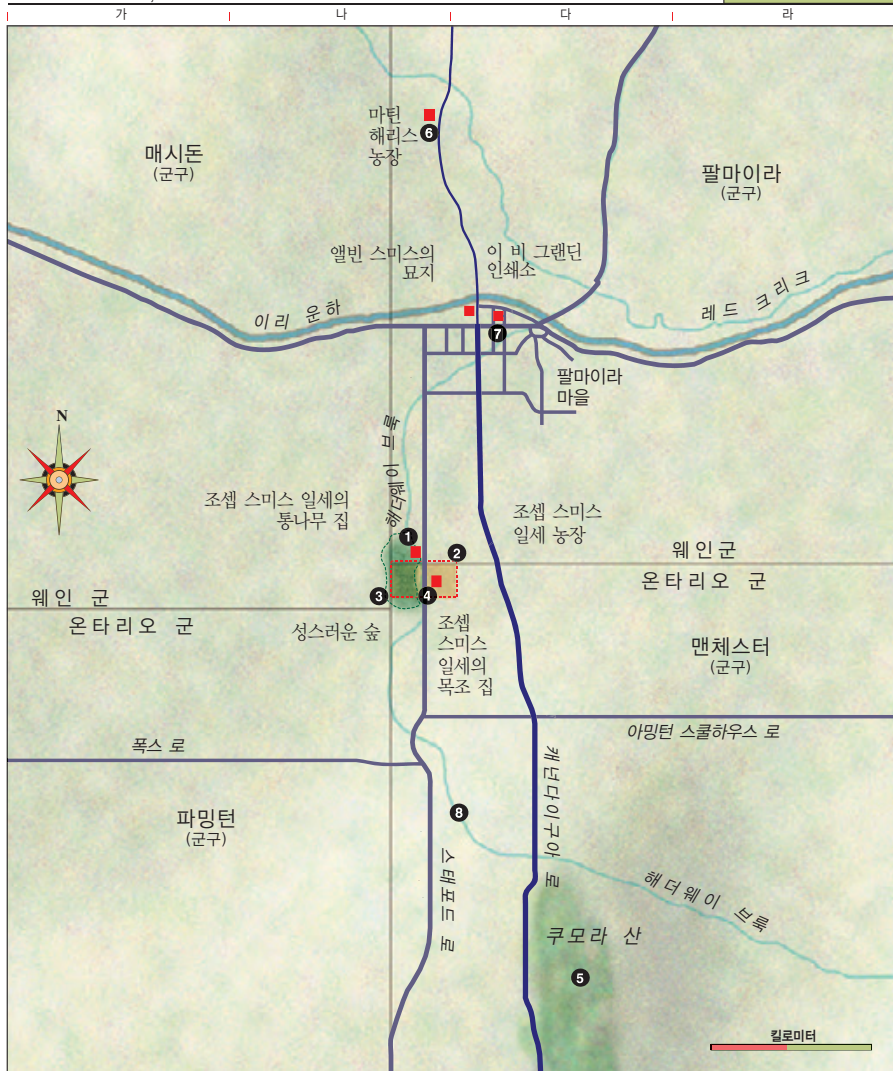 가
나
다
라
마틴
해리스
농장
6
매시돈
(군구)
팔마이라
(군구)
앨빈 스미스의
묘지
이 비 그랜딘
인쇄소
이리 운하
레드 크리크
7
팔마이라
마을
N
해더웨이 브룩
조셉 스미스 일세의
통나무 집
조셉 스미스
일세 농장
1
2
웨인군
온타리오 군
3
4
웨인 군
온타리오 군
성스러운 숲
조셉
스미스
일세의
목조 집
맨체스터
(군구)
아밍턴 스쿨하우스 로
폭스 로
캐넌다이구아 로
파밍턴
(군구)
8
스태포드 로
해더웨이 브룩
쿠모라 산
5
킬로미터